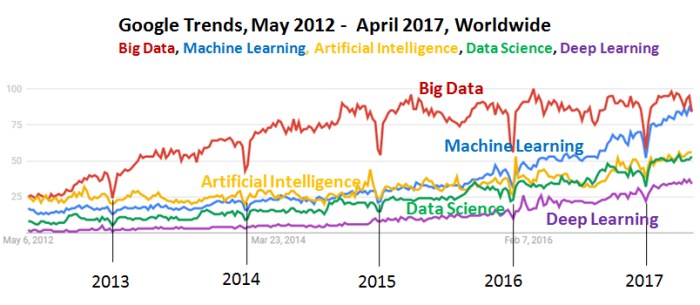 Google Trends, May 2012 - April 2017, Worldwide
Big Data, Machine Learning, Artificial Intelligence, Data Science, Deep Learning
100
Big Data
75
Machine Learning
50
Artificial Intelligence
25
Data Science
Deep Learning
May 6, 2012
Mar 23, 2014
Feb 7, 2016
2013
2014
2015
2016
2017